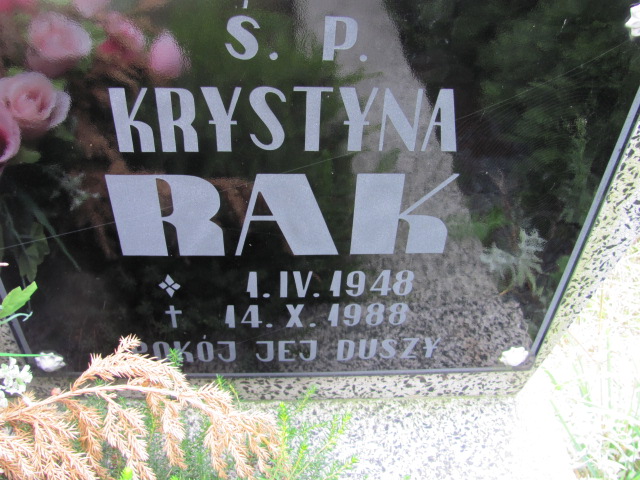 Ś. P.
KRYSTYNA
RAK
1. IV. 1948
† 14. X. 1988
POKÓJ JEJ DUSZY